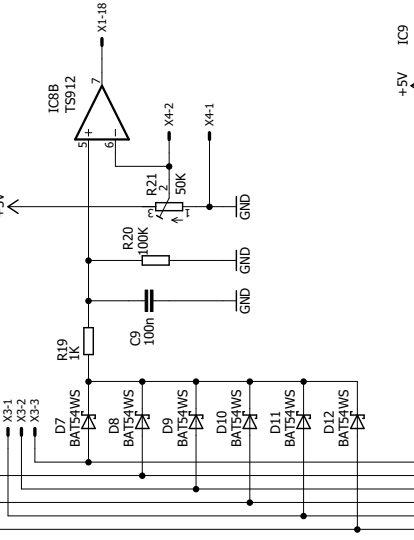 X1-18
IC9
+5V
IC8B
TS912
7
5
6
+
-
X4-2
X4-1
R21
50K
2
3
1
+5V
GND
R20
100K
GND
C9
100n
GND
R19
1K
X3-1
X3-2
X3-3
D7
BAT54WS
D8
BAT54WS
D9
BAT54WS
D10
BAT54WS
D11
BAT54WS
D12
BAT54WS